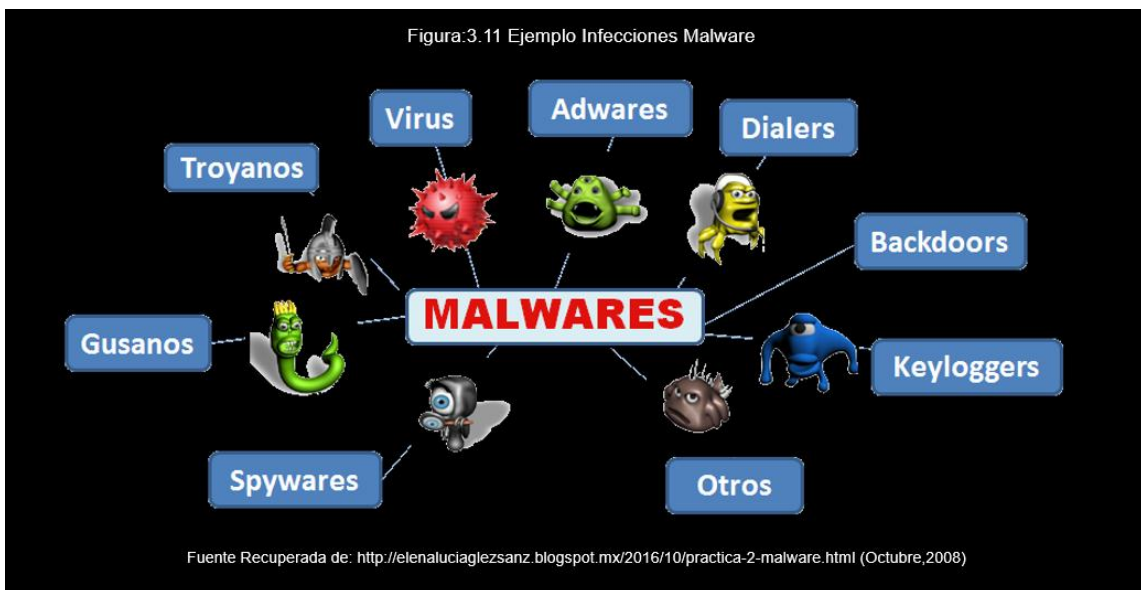 Figura:3.11 Ejemplo Infecciones Malware
Virus
Adwares
Dialers
Troyanos
Backdoors
MALWARES
Gusanos
Keyloggers
Spywares
Otros
Fuente Recuperada de: http://elenaluciaglezsanz.blogspot.mx/2016/10/practica-2-malware.html (Octubre,2008)